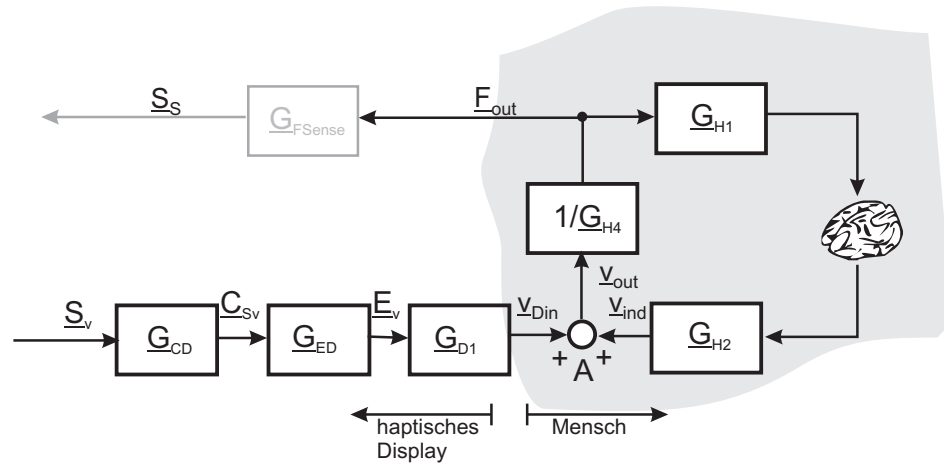 S_S
G_FSense
F_out
G_H1
1/G_H4
v_out
S_v
G_CD
C_Sv
G_ED
E_v
G_D1
v_Din
v_ind
G_H2
+ A +
haptisches
Display
Mensch